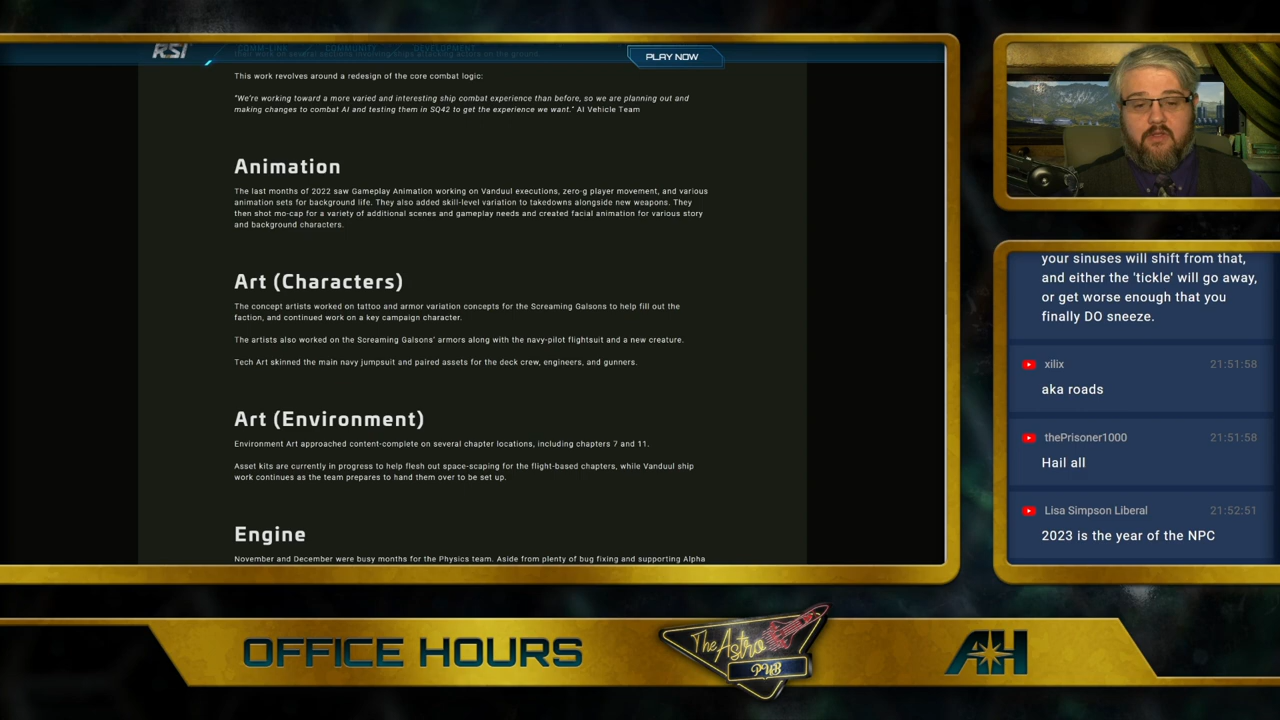 RSI
COMM-LINK
COMMUNITY
DEVELOPMENT
PLAY NOW
This work revolves around a redesign of the core combat logic:
"We're working toward a more varied and interesting ship combat experience than before, so we are planning out and
making changes to combat AI and testing them in SQ42 to get the experience we want." AI Vehicle Team
Animation
The last months of 2022 saw Gameplay Animation working on Vanduul executions, zero-g player movement, and various
animation sets for background life. They also added skill-level variation to takedowns alongside new weapons. They
then shot mo-cap for a variety of additional scenes and gameplay needs and created facial animation for various story
and background characters.
Art (Characters)
The concept artists worked on tattoo and armor variation concepts for the Screaming Galsons to help fill out the
faction, and continued work on a key campaign character.
The artists also worked on the Screaming Galsons' armors along with the navy-pilot flightsuit and a new creature.
Tech Art skinned the main navy jumpsuit and paired assets for the deck crew, engineers, and gunners.
Art (Environment)
Environment Art approached content-complete on several chapter locations, including chapters 7 and 11.
Asset kits are currently in progress to help flesh out space-scaping for the flight-based chapters, while Vanduul ship
work continues as the team prepares to hand them over to be set up.
Engine
November and December were busy months for the Physics team. Aside from plenty of bug fixing and supporting Alpha
your sinuses will shift from that,
and either the 'tickle' will go away,
or get worse enough that you
finally DO sneeze.
xilix 21:51:58
aka roads
thePrisoner1000 21:51:58
Hail all
Lisa Simpson Liberal 21:52:51
2023 is the year of the NPC
OFFICE HOURS
The Astro
PUB
AH